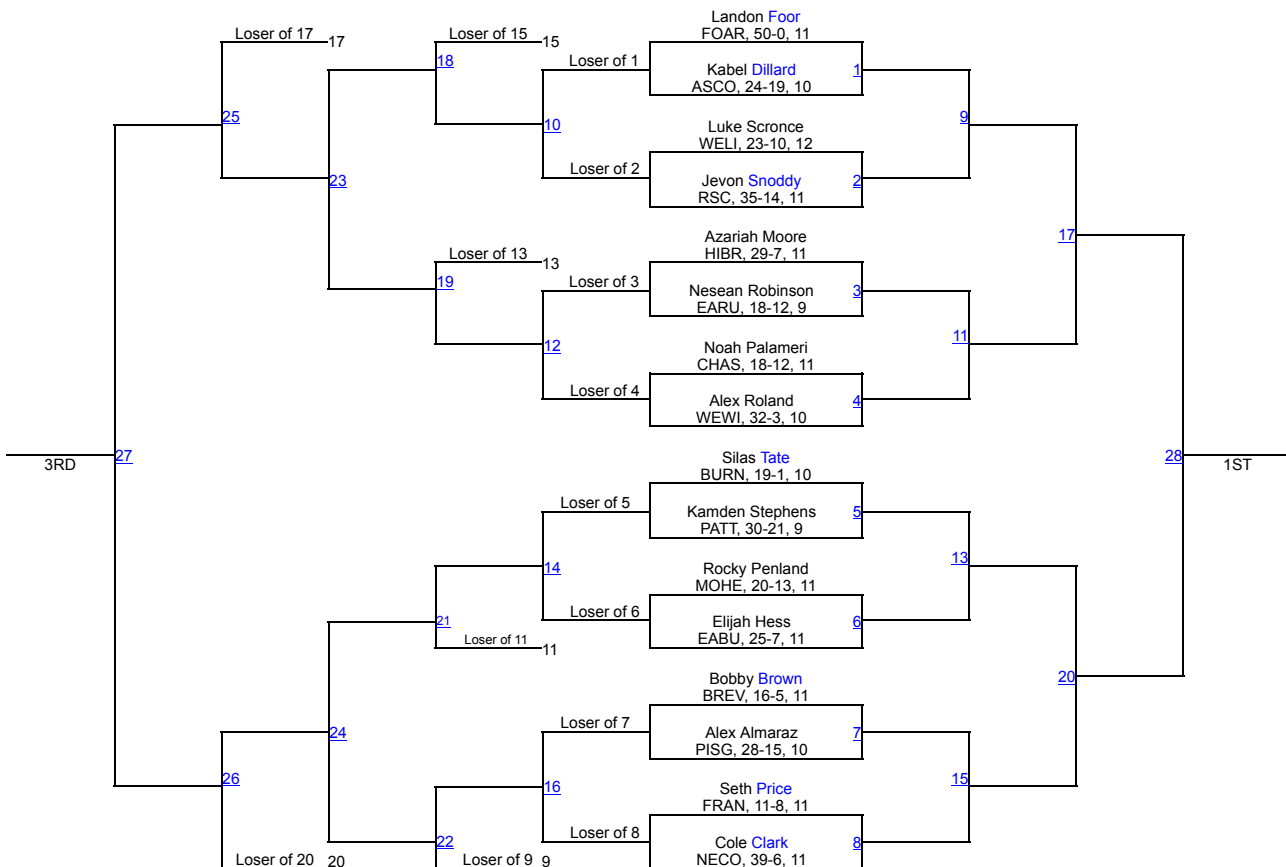 Landon Foor
FOAR, 50-0, 11
Loser of 17 17
Loser of 15 15
Loser of 1
Kabel Dillard
ASCO, 24-19, 10
1
18
25
10
9
Luke Scronce
WELI, 23-10, 12
Loser of 2
Jevon Snoddy
RSC, 35-14, 11
2
23
17
Azariah Moore
HIBR, 29-7, 11
Loser of 13 13
Loser of 3
Nesean Robinson
EARU, 18-12, 9
3
19
12
11
Noah Palameri
CHAS, 18-12, 11
Loser of 4
Alex Roland
WEWI, 32-3, 10
4
3RD
27
28
1ST
Silas Tate
BURN, 19-1, 10
Loser of 5
Kamden Stephens
PATT, 30-21, 9
5
14
13
Rocky Penland
MOHE, 20-13, 11
Loser of 6
Elijah Hess
EABU, 25-7, 11
6
21
Loser of 11 11
20
Bobby Brown
BREV, 16-5, 11
Loser of 7
Alex Almaraz
PISG, 28-15, 10
7
24
26
16
15
Seth Price
FRAN, 11-8, 11
Loser of 8
Cole Clark
NECO, 39-6, 11
8
22
Loser of 20 20
Loser of 9 9